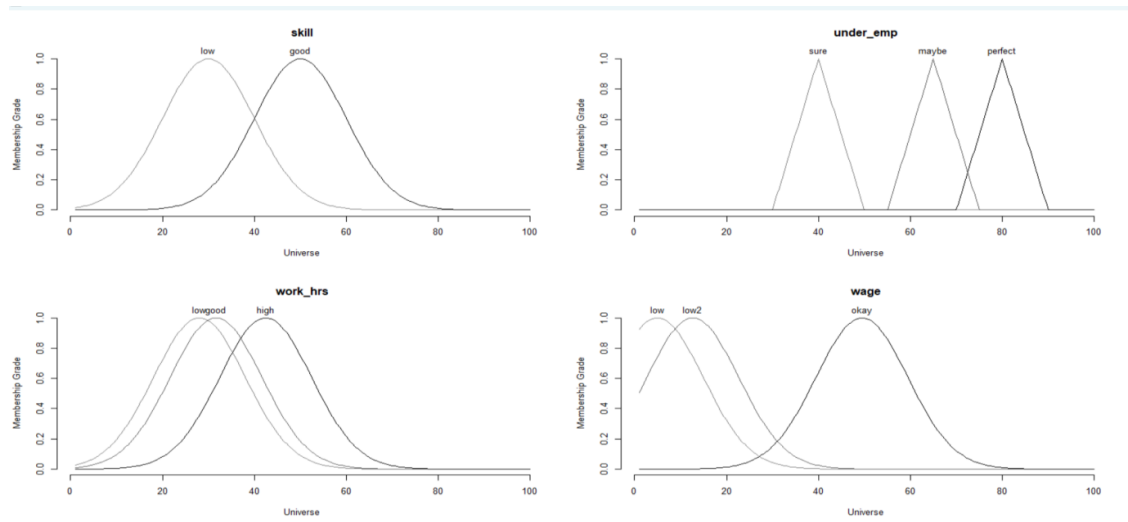 skill
low good
Membership Grade
0.0 0.2 0.4 0.6 0.8 1.0
0 20 40 60 80 100
Universe
under_emp
sure maybe perfect
Membership Grade
0.0 0.2 0.4 0.6 0.8 1.0
0 20 40 60 80 100
Universe
work_hrs
lowgood high
Membership Grade
0.0 0.2 0.4 0.6 0.8 1.0
0 20 40 60 80 100
Universe
wage
low low2 okay
Membership Grade
0.0 0.2 0.4 0.6 0.8 1.0
0 20 40 60 80 100
Universe